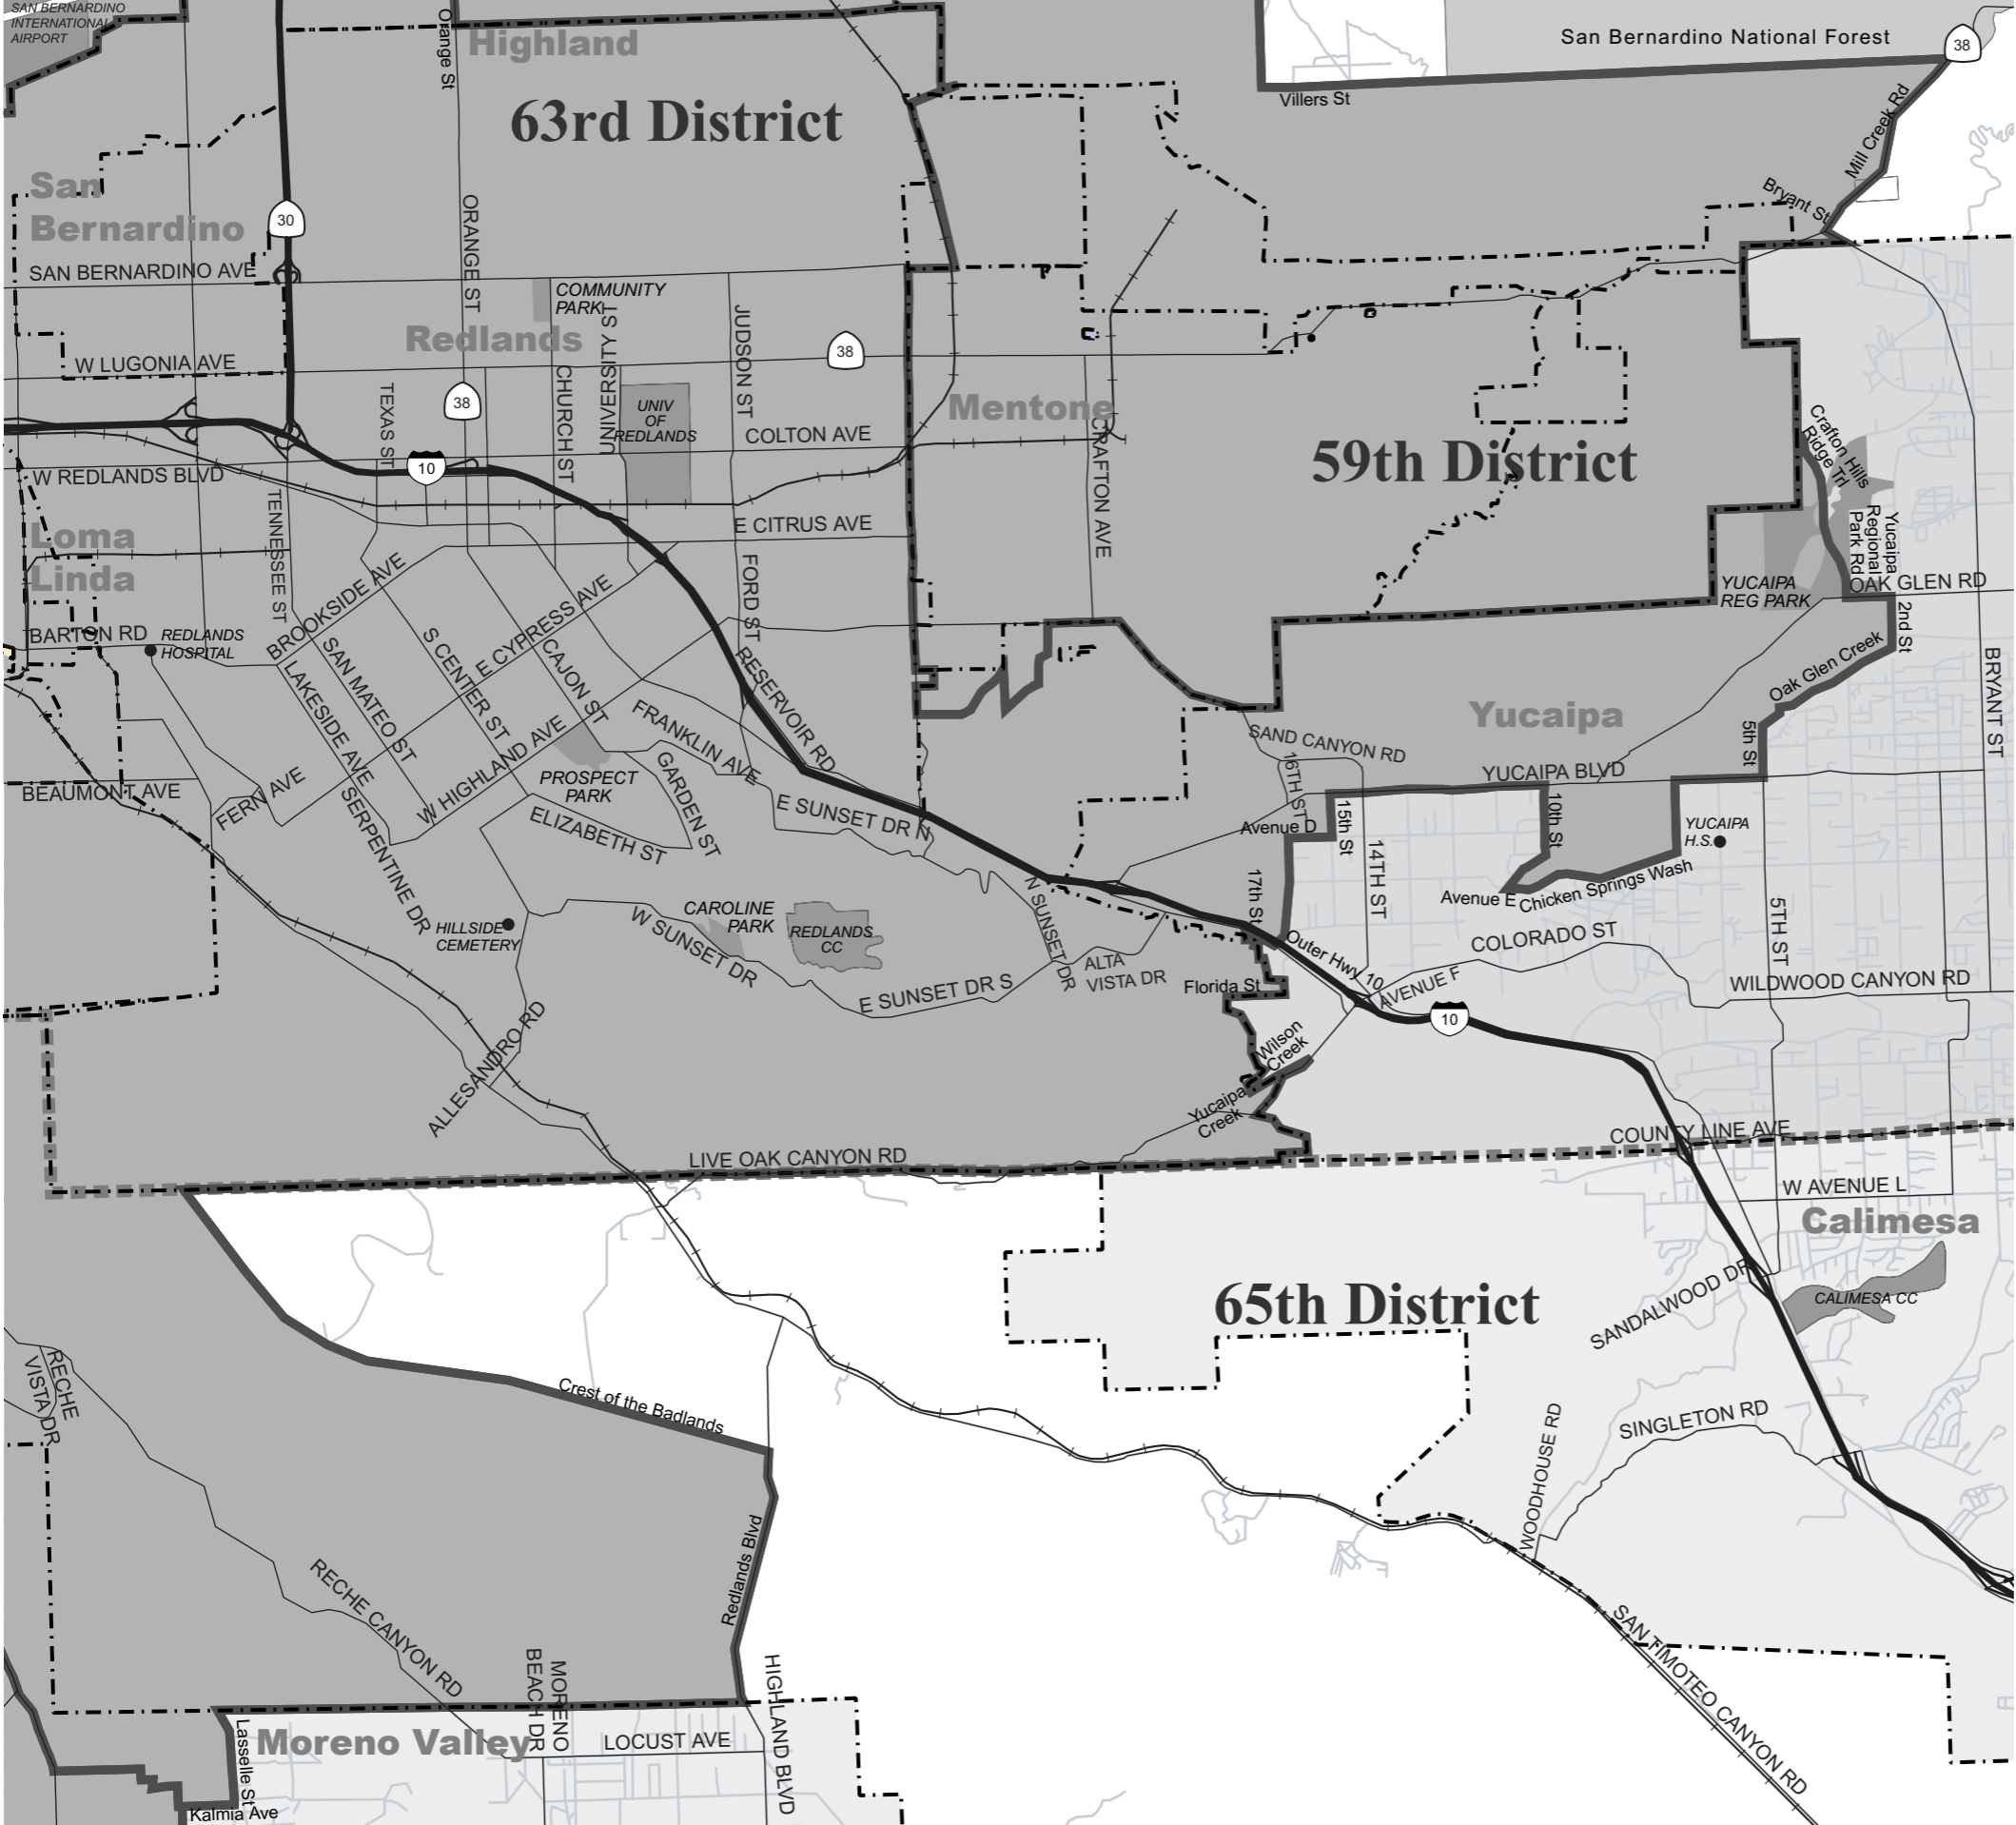 SAN BERNARDINO
INTERNATIONAL
AIRPORT
Orange St
Highland
63rd District
San Bernardino National Forest
38
Villers St
Mill Creek Rd
Bryant St
San
Bernardino
30
SAN BERNARDINO AVE
ORANGE ST
COMMUNITY
PARK
UNIVERSITY ST
JUDSON ST
Redlands
38
W LUGONIA AVE
TEXAS ST
38
CHURCH ST
UNIV
OF
REDLANDS
COLTON AVE
Mentone
CRAFTON AVE
59th District
Crafton Hills
Ridge Trl
10
W REDLANDS BLVD
TENNESSEE ST
E CITRUS AVE
Yucaipa
Regional
Park Rd
Loma
Linda
BROOKSIDE AVE
E CYPRESS AVE
FORD ST
YUCAIPA
REG PARK
OAK GLEN RD
2nd St
BARTON RD
REDLANDS
HOSPITAL
LAKESIDE AVE
SAN MATEO ST
S CENTER ST
CAJON ST
RESERVOIR RD
Oak Glen Creek
BRYANT ST
Yucaipa
5th St
FRANKLIN AVE
SAND CANYON RD
16TH ST
YUCAIPA BLVD
BEAUMONT AVE
FERN AVE
W HIGHLAND AVE
PROSPECT
PARK
GARDEN ST
E SUNSET DR N
ELIZABETH ST
SERPENTINE DR
Avenue D
15th St
14TH ST
10th St
YUCAIPA
H.S.
Avenue E
Chicken Springs Wash
17th St
HILLSIDE
CEMETERY
CAROLINE
PARK
REDLANDS
CC
W SUNSET DR
N SUNSET DR
ALTA
VISTA DR
E SUNSET DR S
Outer Hwy 10
AVENUE F
COLORADO ST
5TH ST
WILDWOOD CANYON RD
Florida St
10
Wilson
Creek
Yucaipa
Creek
ALLESANDRO RD
LIVE OAK CANYON RD
COUNTY LINE AVE
W AVENUE L
Calimesa
65th District
SANDALWOOD DR
CALIMESA CC
RECHE
VISTA DR
Crest of the Badlands
SINGLETON RD
WOODHOUSE RD
Redlands Blvd
RECHE CANYON RD
SAN TIMOTEO CANYON RD
MORENO
BEACH DR
HIGHLAND BLVD
Moreno Valley
LOCUST AVE
Lasselle St
Kalmia Ave